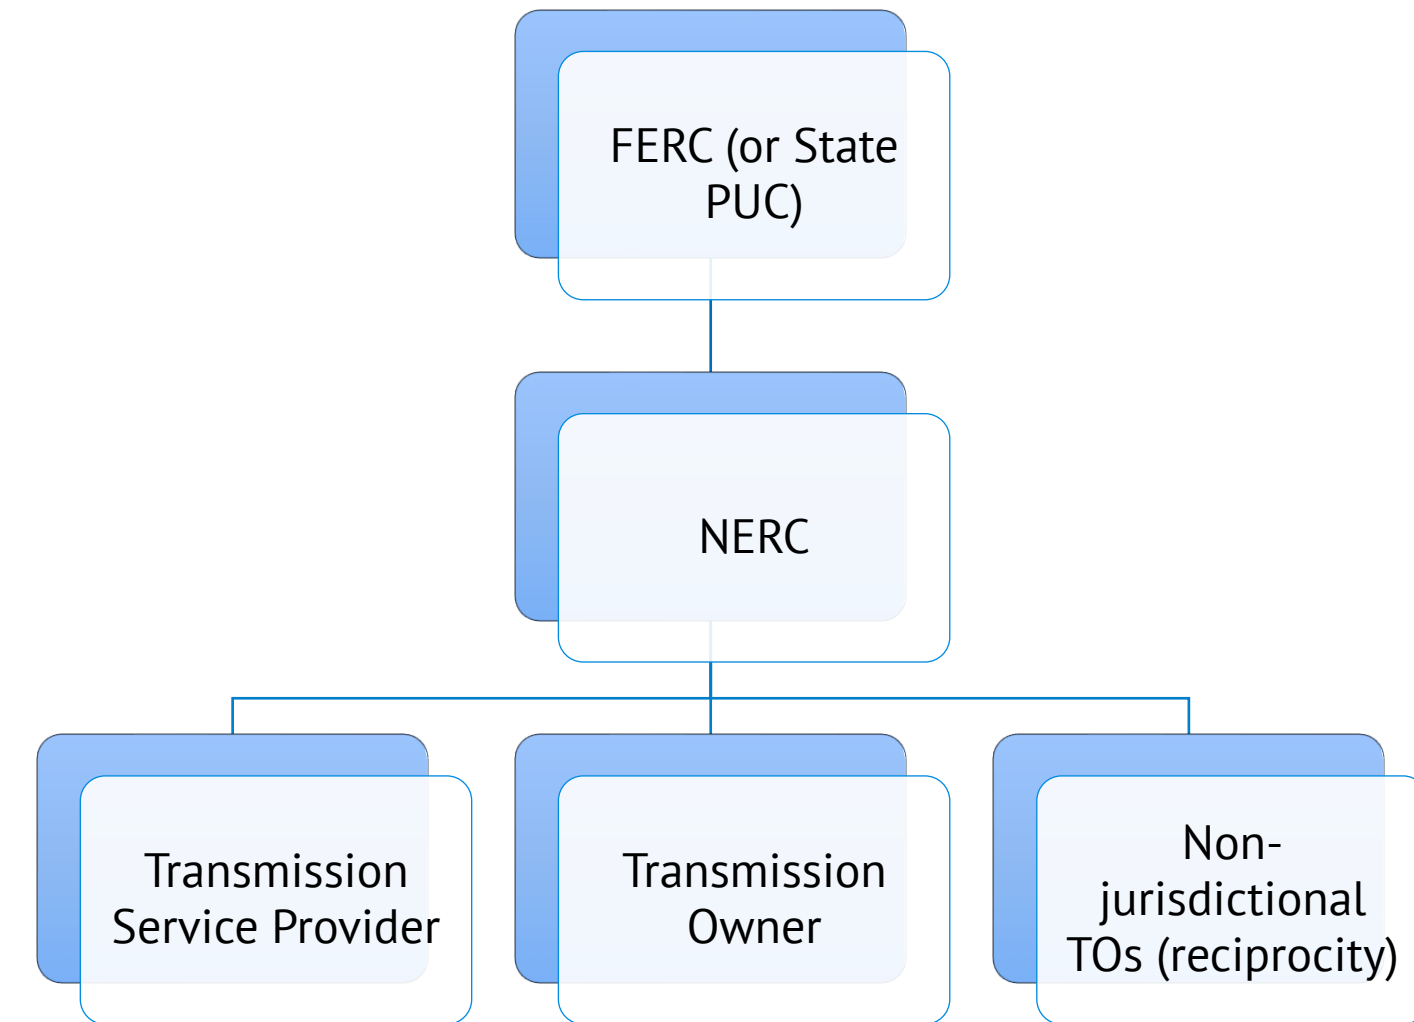 FERC (or State
PUC)
NERC
Transmission
Service Provider
Transmission
Owner
Non-
jurisdictional
TOs (reciprocity)